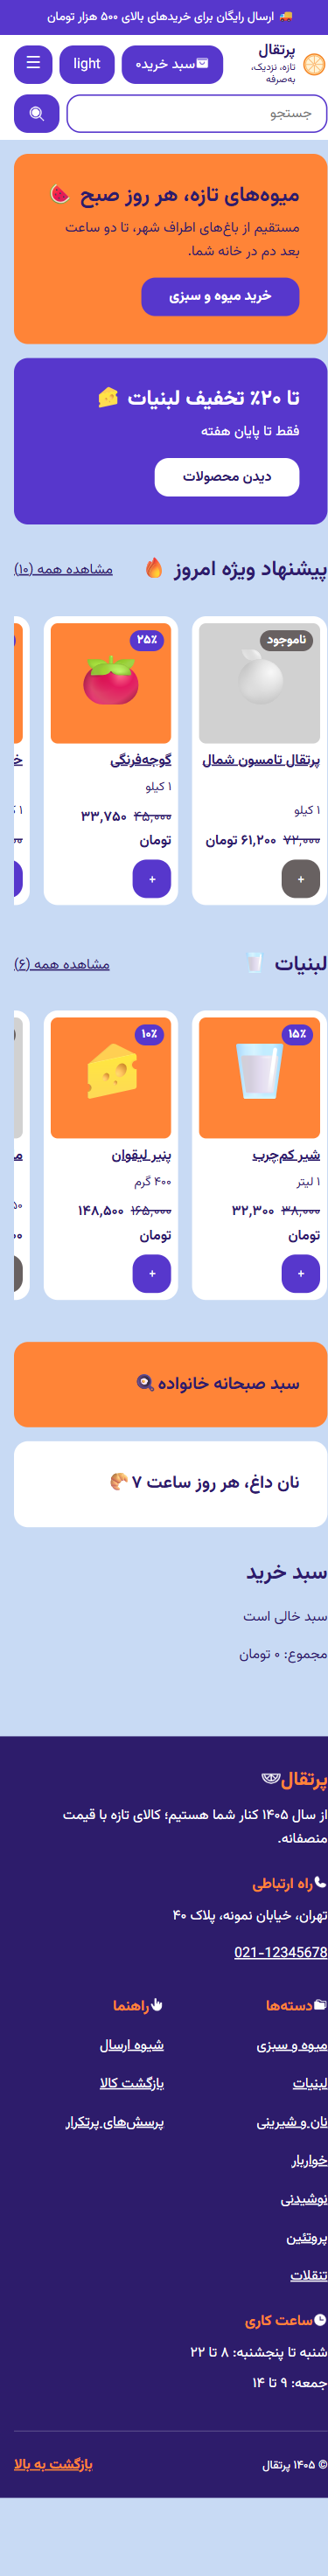 ارسال رایگان برای خریدهای بالای ۵۰۰ هزار تومان
پرتقال
تازه، نزدیک، به‌صرفه
سبد خرید۰
light
جستجو
میوه‌های تازه، هر روز صبح
مستقیم از باغ‌های اطراف شهر، تا دو ساعت
بعد دم در خانه شما.
خرید میوه و سبزی
تا ۲۰٪ تخفیف لبنیات
فقط تا پایان هفته
دیدن محصولات
پیشنهاد ویژه امروز
مشاهده همه (۱۰)
ناموجود
پرتقال تامسون شمال
۱ کیلو
۷۲,۰۰۰ ۶۱,۲۰۰ تومان
+
۲۵٪
گوجه‌فرنگی
۱ کیلو
۴۵,۰۰۰ ۳۳,۷۵۰
تومان
+
لبنیات
مشاهده همه (۶)
۱۵٪
شیر کم‌چرب
۱ لیتر
۳۸,۰۰۰ ۳۲,۳۰۰
تومان
+
۱۰٪
پنیر لیقوان
۴۰۰ گرم
۱۶۵,۰۰۰ ۱۴۸,۵۰۰
تومان
+
سبد صبحانه خانواده
نان داغ، هر روز ساعت ۷
سبد خرید
سبد خالی است
مجموع: ۰ تومان
پرتقال
از سال ۱۴۰۵ کنار شما هستیم؛ کالای تازه با قیمت
منصفانه.
راه ارتباطی
تهران، خیابان نمونه، پلاک ۴۰
021-12345678
دسته‌ها
میوه و سبزی
لبنیات
نان و شیرینی
خواربار
نوشیدنی
پروتئین
تنقلات
راهنما
شیوه ارسال
بازگشت کالا
پرسش‌های پرتکرار
ساعت کاری
شنبه تا پنجشنبه: ۸ تا ۲۲
جمعه: ۹ تا ۱۴
© ۱۴۰۵ پرتقال
بازگشت به بالا